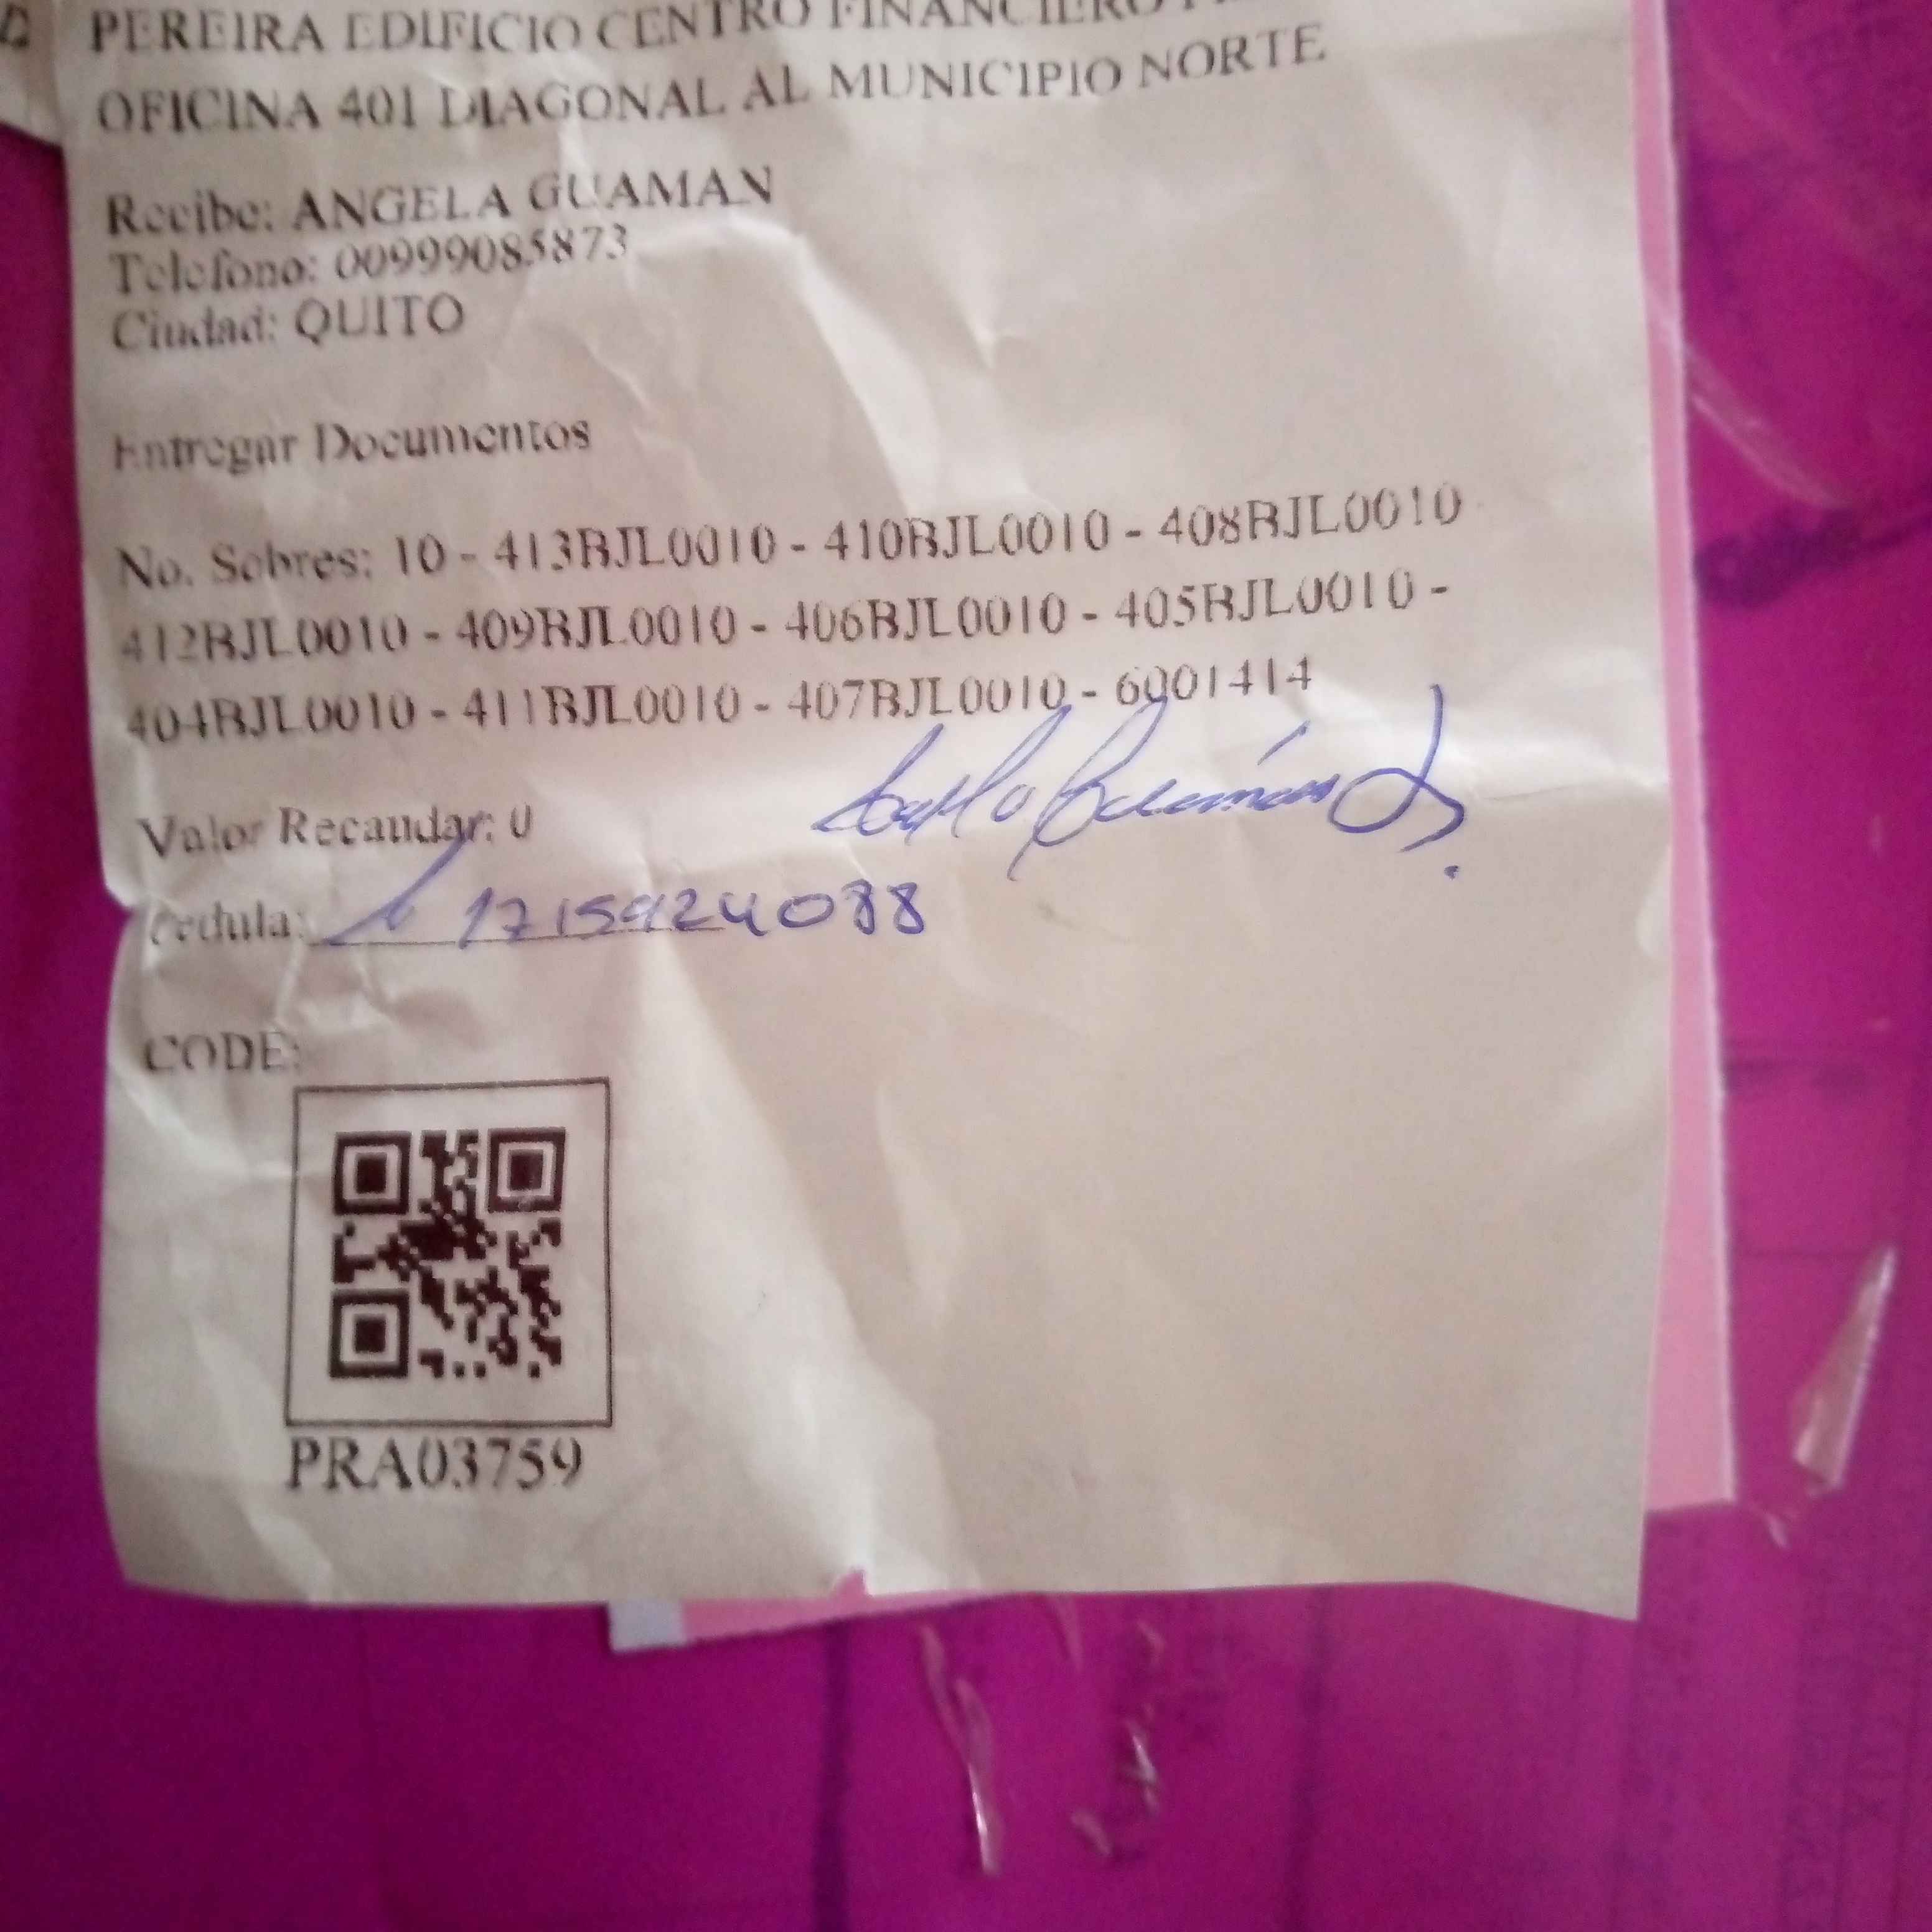 PEREIRA EDIFICIO CENTRO FINANCIERO
OFICINA 401 DIAGONAL AL MUNICIPIO NORTE
Recibe: ANGELA GUAMAN
Telefono: 00999085873
Ciudad: QUITO
Entregar Documentos
No. Sobres: 10 - 413BJL0010 - 410BJL0010 - 408BJL0010
412BJL0010 - 409BJL0010 - 406BJL0010 - 405BJL0010 -
404BJL0010 - 411BJL0010 - 407BJL0010 - 6001414
Valor Recaudar: 0
Cedula: 1715924088
CODE:
PRA03759